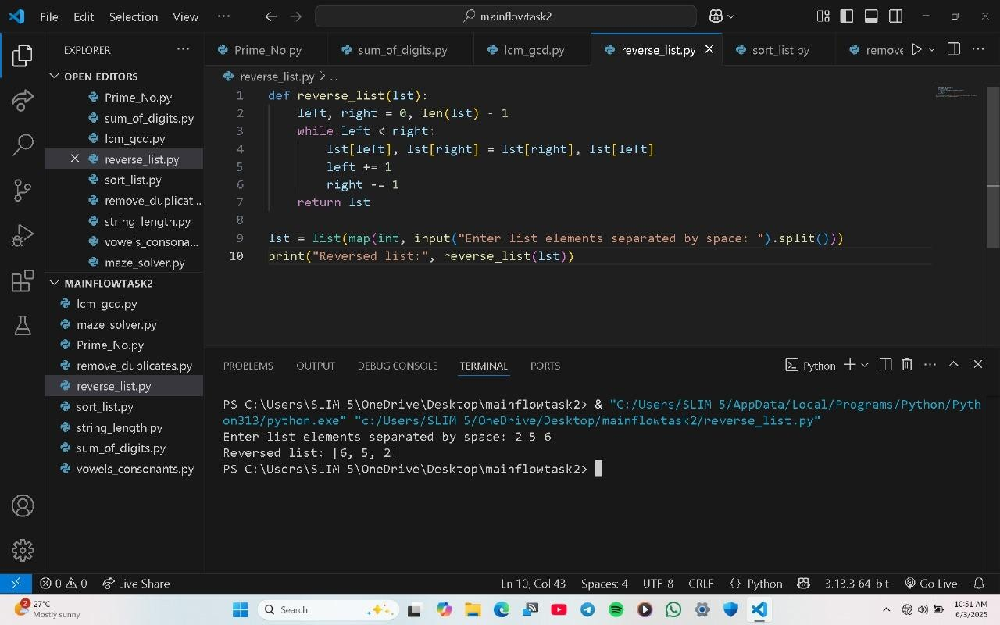 File Edit Selection View ... mainflowtask2
EXPLORER ...
OPEN EDITORS
Prime_No.py
sum_of_digits.py
lcm_gcd.py
reverse_list.py
sort_list.py
remove_duplicat...
string_length.py
vowels_consona...
maze_solver.py
MAINFLOWTASK2
lcm_gcd.py
maze_solver.py
Prime_No.py
remove_duplicates.py
reverse_list.py
sort_list.py
string_length.py
sum_of_digits.py
vowels_consonants.py
Prime_No.py sum_of_digits.py lcm_gcd.py reverse_list.py sort_list.py remove
reverse_list.py > ...
1 def reverse_list(lst):
2     left, right = 0, len(lst) - 1
3     while left < right:
4         lst[left], lst[right] = lst[right], lst[left]
5         left += 1
6         right -= 1
7     return lst
8
9 lst = list(map(int, input("Enter list elements separated by space: ").split()))
10 print("Reversed list:", reverse_list(lst))
PROBLEMS OUTPUT DEBUG CONSOLE TERMINAL PORTS Python
PS C:\Users\SLIM 5\OneDrive\Desktop\mainflowtask2> & "C:/Users/SLIM 5/AppData/Local/Programs/Python/Pyth
on313/python.exe" "c:/Users/SLIM 5/OneDrive/Desktop/mainflowtask2/reverse_list.py"
Enter list elements separated by space: 2 5 6
Reversed list: [6, 5, 2]
PS C:\Users\SLIM 5\OneDrive\Desktop\mainflowtask2>
0 0 Live Share Ln 10, Col 43 Spaces: 4 UTF-8 CRLF {} Python 3.13.3 64-bit Go Live
2 27°C
Mostly sunny
Search
10:51 AM
6/3/2025